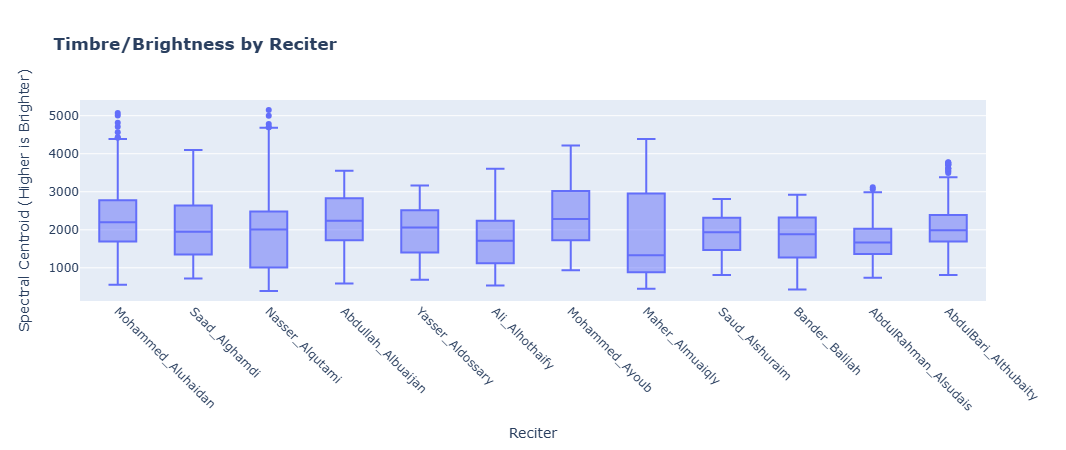 Timbre/Brightness by Reciter
Spectral Centroid (Higher is Brighter)
5000
4000
3000
2000
1000
Mohammed_Aluhaidan
Saad_Alghamdi
Nasser_Alqutami
Abdullah_Albuaijan
Yasser_Aldossary
Ali_Alhothaify
Mohammed_Ayoub
Maher_Almuaiqly
Saud_Alshuraim
Bander_Balilah
AbdulRahman_Alsudais
AbdulBari_Althubaity
Reciter